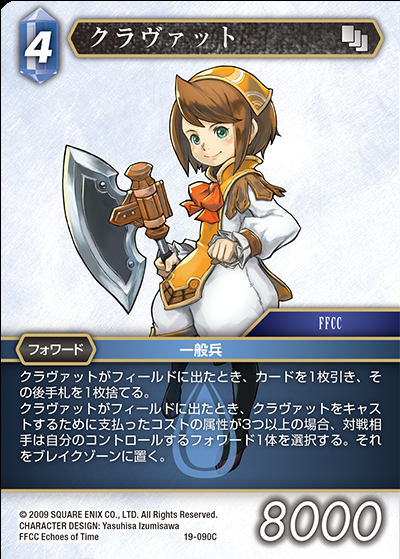 4
クラヴァット
FFCC
フォワード
一般兵
クラヴァットがフィールドに出たとき、カードを1枚引き、そ
の後手札を1枚捨てる。
クラヴァットがフィールドに出たとき、クラヴァットをキャス
トするために支払ったコストの属性が3つ以上の場合、対戦
相手は自分のコントロールするフォワード1体を選択する。それ
をブレイクゾーンに置く。
© 2009 SQUARE ENIX CO., LTD. All Rights Reserved.
CHARACTER DESIGN: Yasuhisa Izumisawa
FFCC Echoes of Time
19-090C
8000